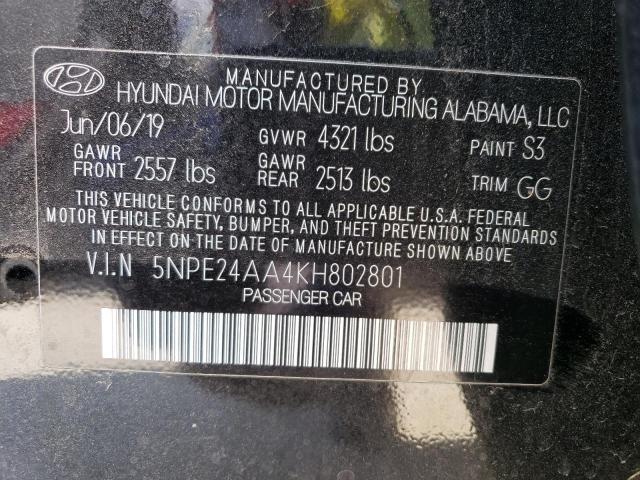 MANUFACTURED BY
HYUNDAI MOTOR MANUFACTURING ALABAMA, LLC
Jun/06/19 GVWR 4321 lbs PAINT S3
GAWR FRONT 2557 lbs GAWR REAR 2513 lbs TRIM GG
THIS VEHICLE CONFORMS TO ALL APPLICABLE U.S.A. FEDERAL
MOTOR VEHICLE SAFETY, BUMPER, AND THEFT PREVENTION STANDARDS
IN EFFECT ON THE DATE OF MANUFACTURE SHOWN ABOVE
V.I.N 5NPE24AA4KH802801
PASSENGER CAR